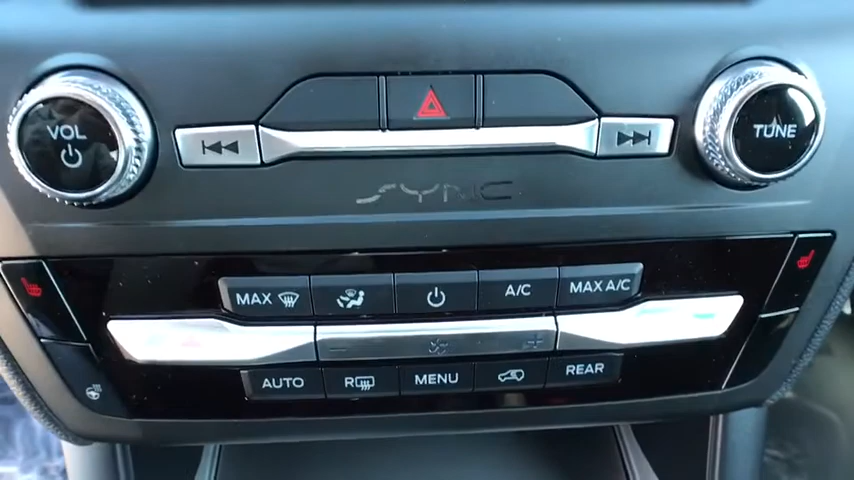 VOL
TUNE
SYNC
MAX
A/C
MAX A/C
AUTO
R
MENU
REAR